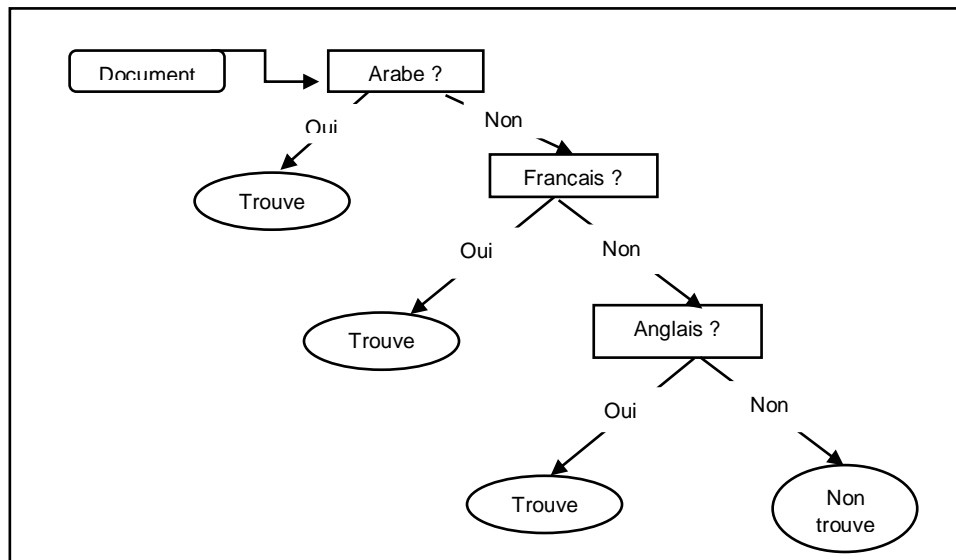 Document
Arabe ?
Oui
Non
Trouve
Francais ?
Oui
Non
Trouve
Anglais ?
Oui
Non
Trouve
Non
trouve